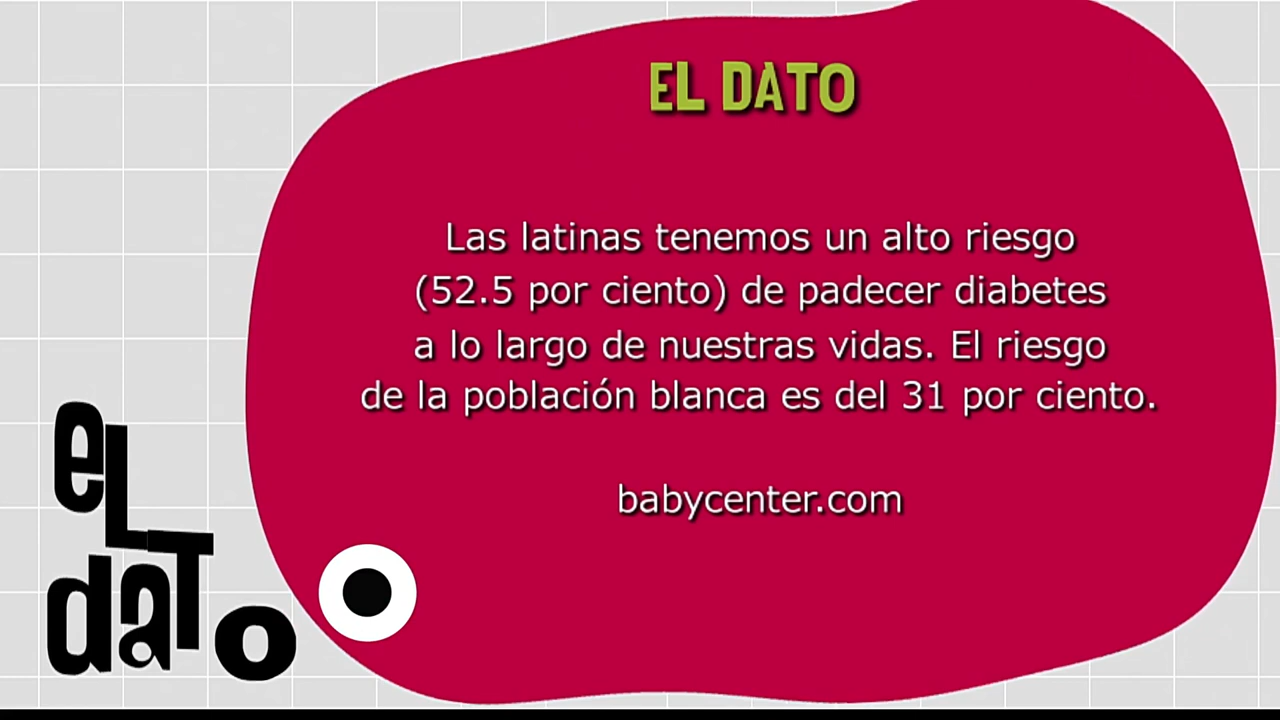 EL DATO
Las latinas tenemos un alto riesgo
(52.5 por ciento) de padecer diabetes
a lo largo de nuestras vidas. El riesgo
de la población blanca es del 31 por ciento.
babycenter.com
eL
daTo